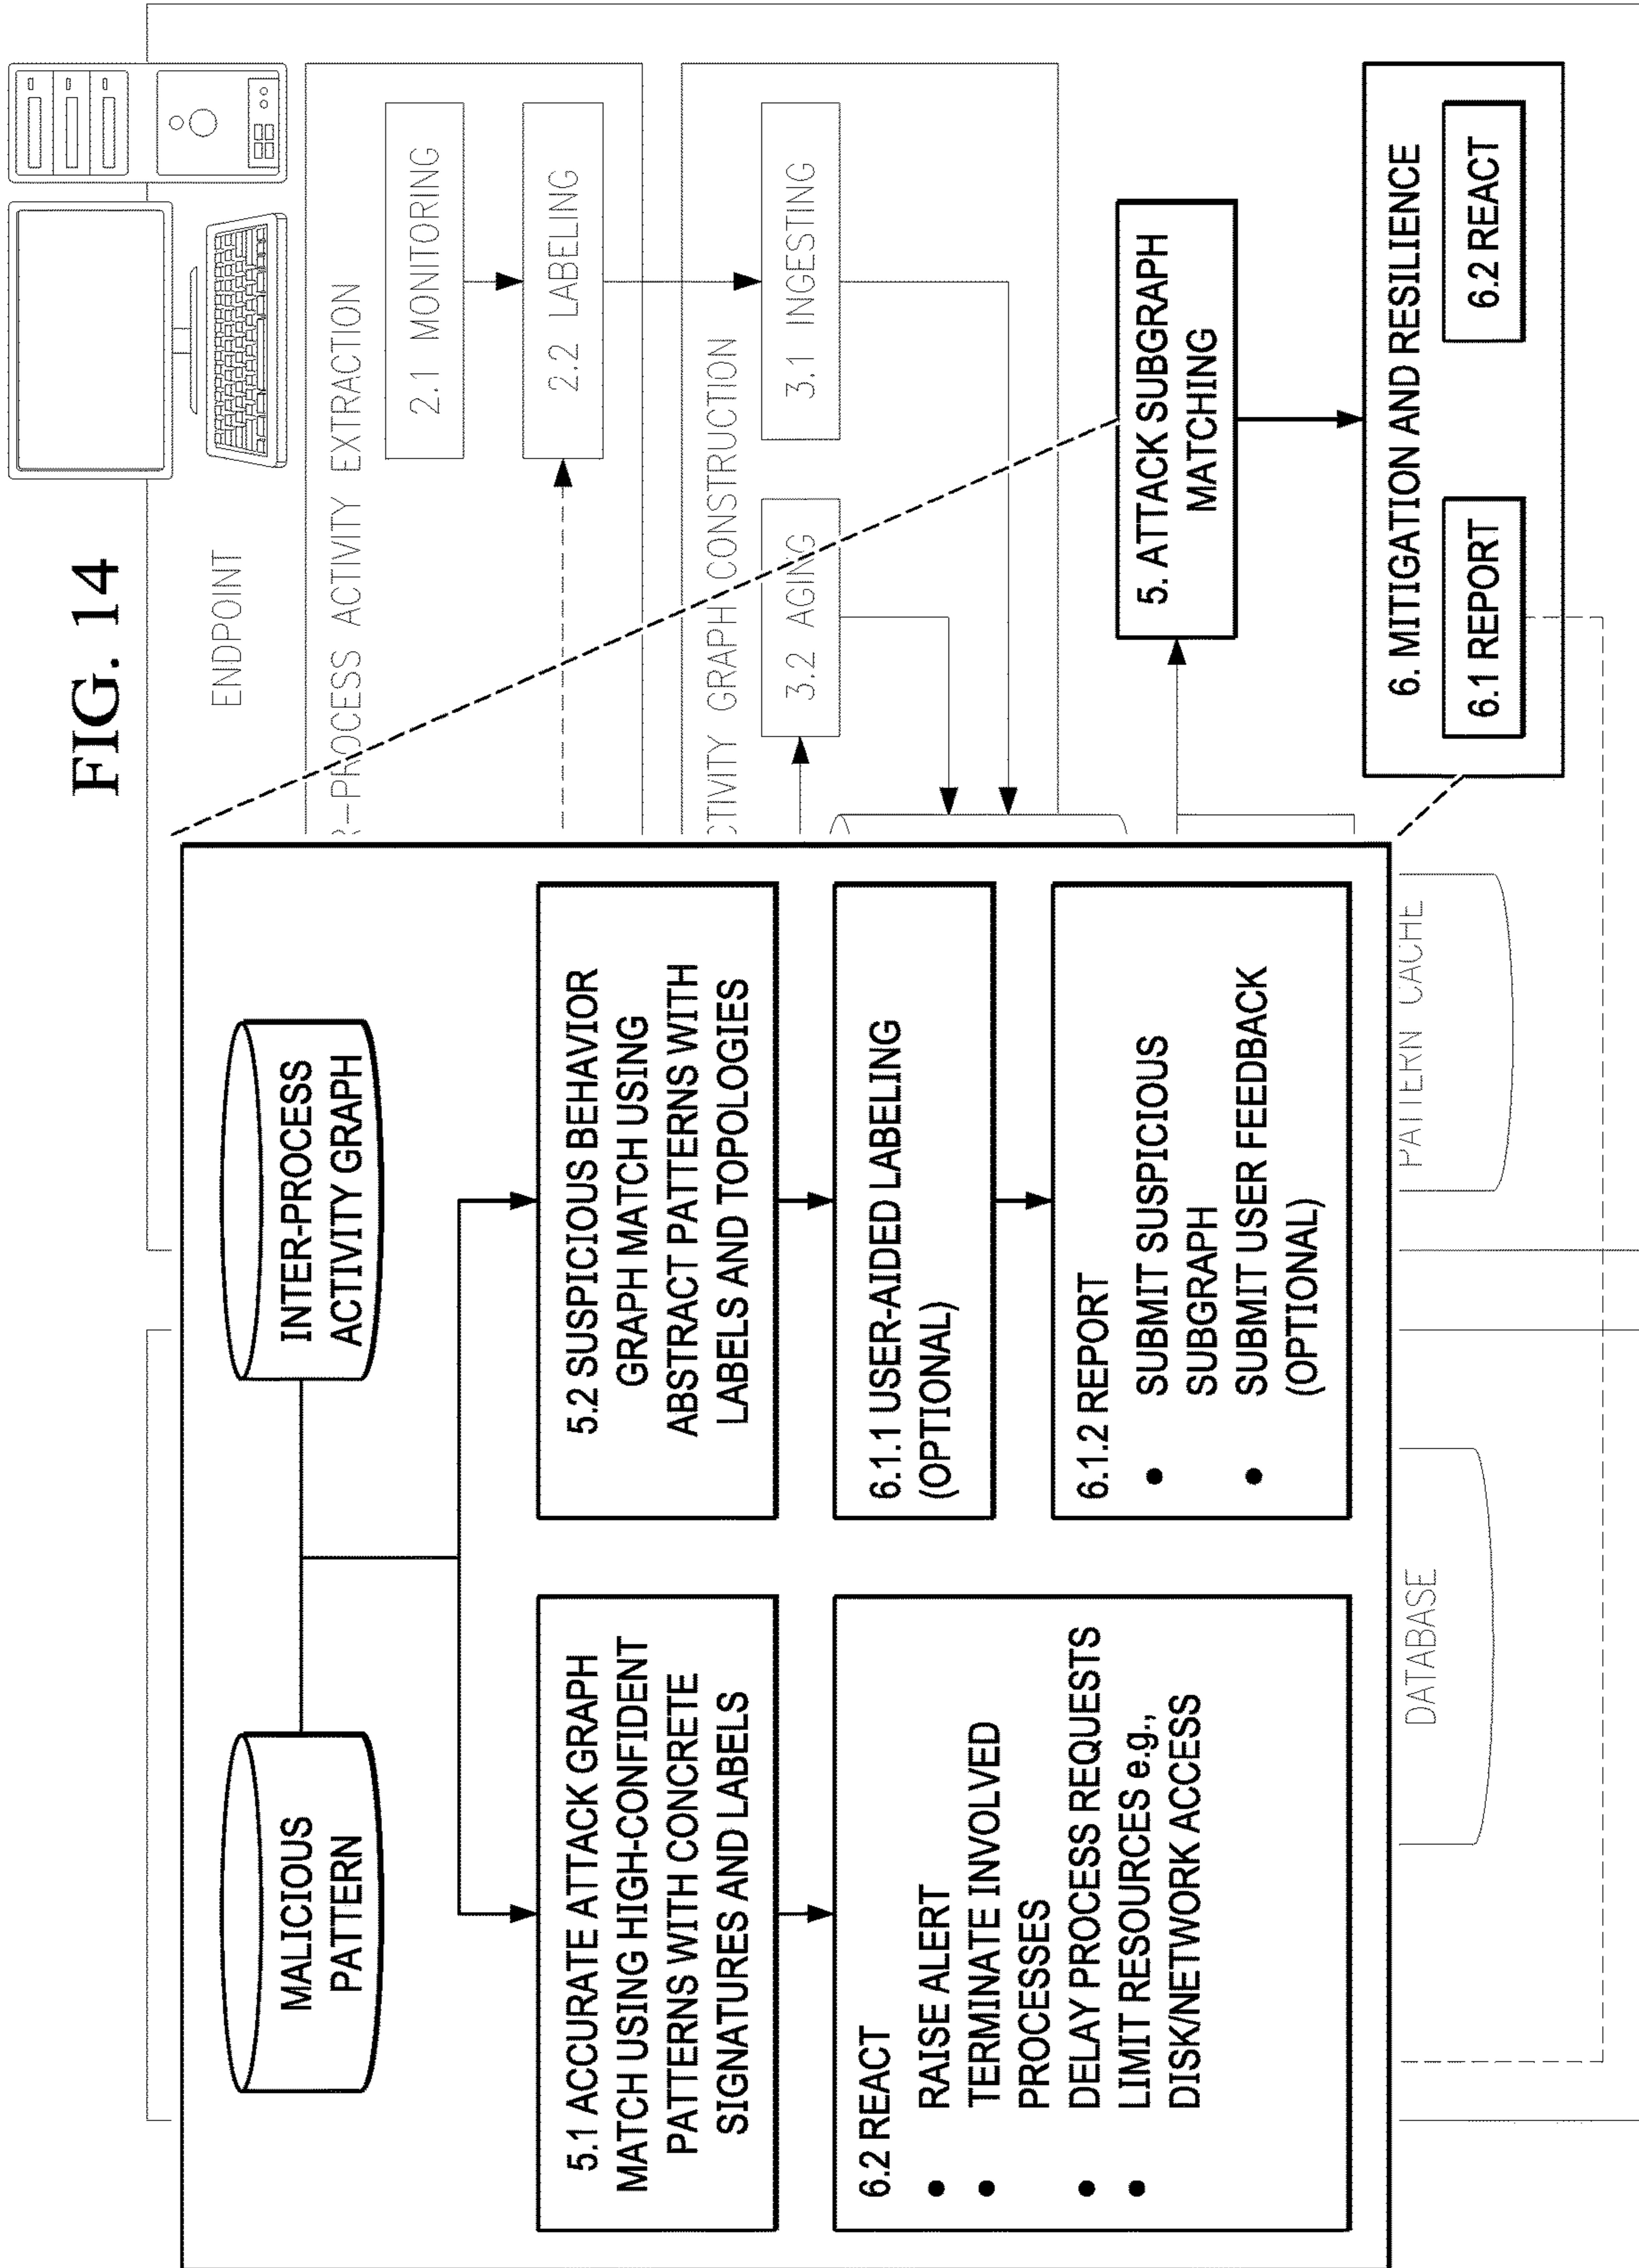 FIG. 14
MALICIOUS
PATTERN
INTER-PROCESS
ACTIVITY GRAPH
5.1 ACCURATE ATTACK GRAPH
MATCH USING HIGH-CONFIDENT
PATTERNS WITH CONCRETE
SIGNATURES AND LABELS
5.2 SUSPICIOUS BEHAVIOR
GRAPH MATCH USING
ABSTRACT PATTERNS WITH
LABELS AND TOPOLOGIES
6.2 REACT
• RAISE ALERT
• TERMINATE INVOLVED
PROCESSES
• DELAY PROCESS REQUESTS
• LIMIT RESOURCES e.g.,
DISK/NETWORK ACCESS
6.1.1 USER-AIDED LABELING
(OPTIONAL)
6.1.2 REPORT
• SUBMIT SUSPICIOUS
SUBGRAPH
• SUBMIT USER FEEDBACK
(OPTIONAL)
ENDPOINT
R-PROCESS ACTIVITY EXTRACTION
2.1 MONITORING
2.2 LABELING
CTIVITY GRAPH CONSTRUCTION
3.2 AGING
3.1 INGESTING
5. ATTACK SUBGRAPH
MATCHING
6. MITIGATION AND RESILIENCE
6.1 REPORT
6.2 REACT
DATABASE
PATTERN CACHE